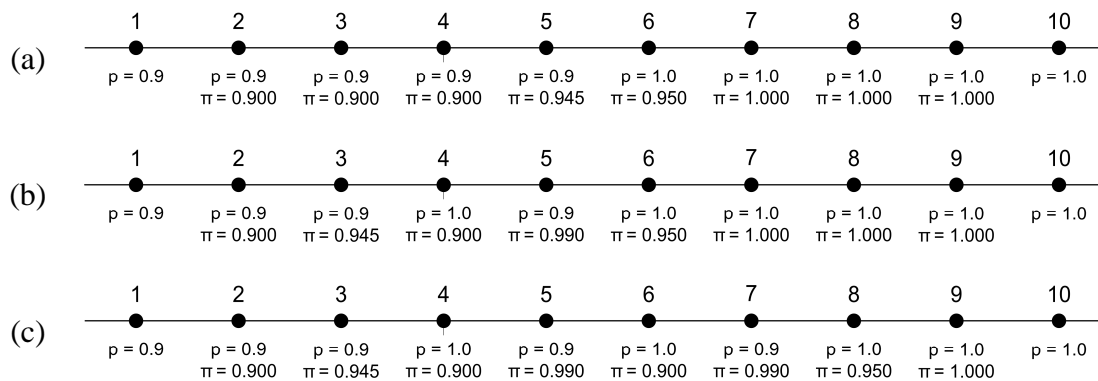 1 2 3 4 5 6 7 8 9 10
(a)
p = 0.9 p = 0.9 p = 0.9 p = 0.9 p = 0.9 p = 1.0 p = 1.0 p = 1.0 p = 1.0 p = 1.0
π = 0.900 π = 0.900 π = 0.900 π = 0.945 π = 0.950 π = 1.000 π = 1.000 π = 1.000
1 2 3 4 5 6 7 8 9 10
(b)
p = 0.9 p = 0.9 p = 0.9 p = 1.0 p = 0.9 p = 1.0 p = 1.0 p = 1.0 p = 1.0 p = 1.0
π = 0.900 π = 0.945 π = 0.900 π = 0.990 π = 0.950 π = 1.000 π = 1.000 π = 1.000
1 2 3 4 5 6 7 8 9 10
(c)
p = 0.9 p = 0.9 p = 0.9 p = 1.0 p = 0.9 p = 1.0 p = 0.9 p = 1.0 p = 1.0 p = 1.0
π = 0.900 π = 0.945 π = 0.900 π = 0.990 π = 0.900 π = 0.990 π = 0.950 π = 1.000